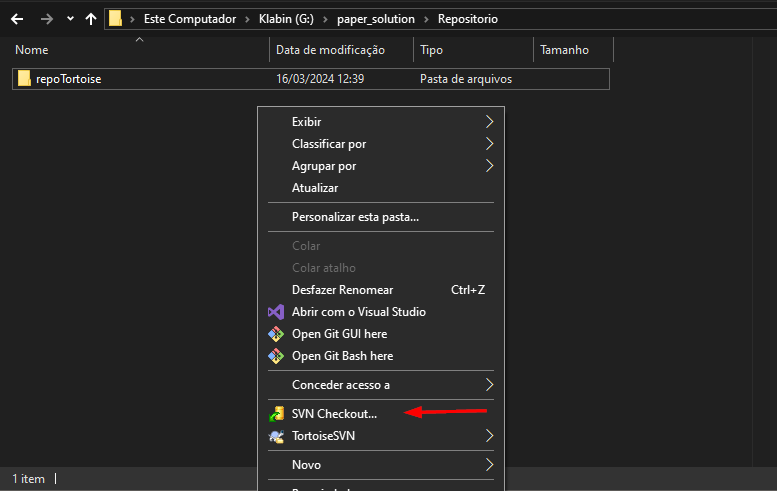 Este Computador > Klabin (G:) > paper_solution > Repositorio
Nome Data de modificação Tipo Tamanho
repoTortoise 16/03/2024 12:39 Pasta de arquivos
Exibir
Classificar por
Agrupar por
Atualizar
Personalizar esta pasta...
Colar
Colar atalho
Desfazer Renomear Ctrl+Z
Abrir com o Visual Studio
Open Git GUI here
Open Git Bash here
Conceder acesso a
SVN Checkout...
TortoiseSVN
Novo
1 item